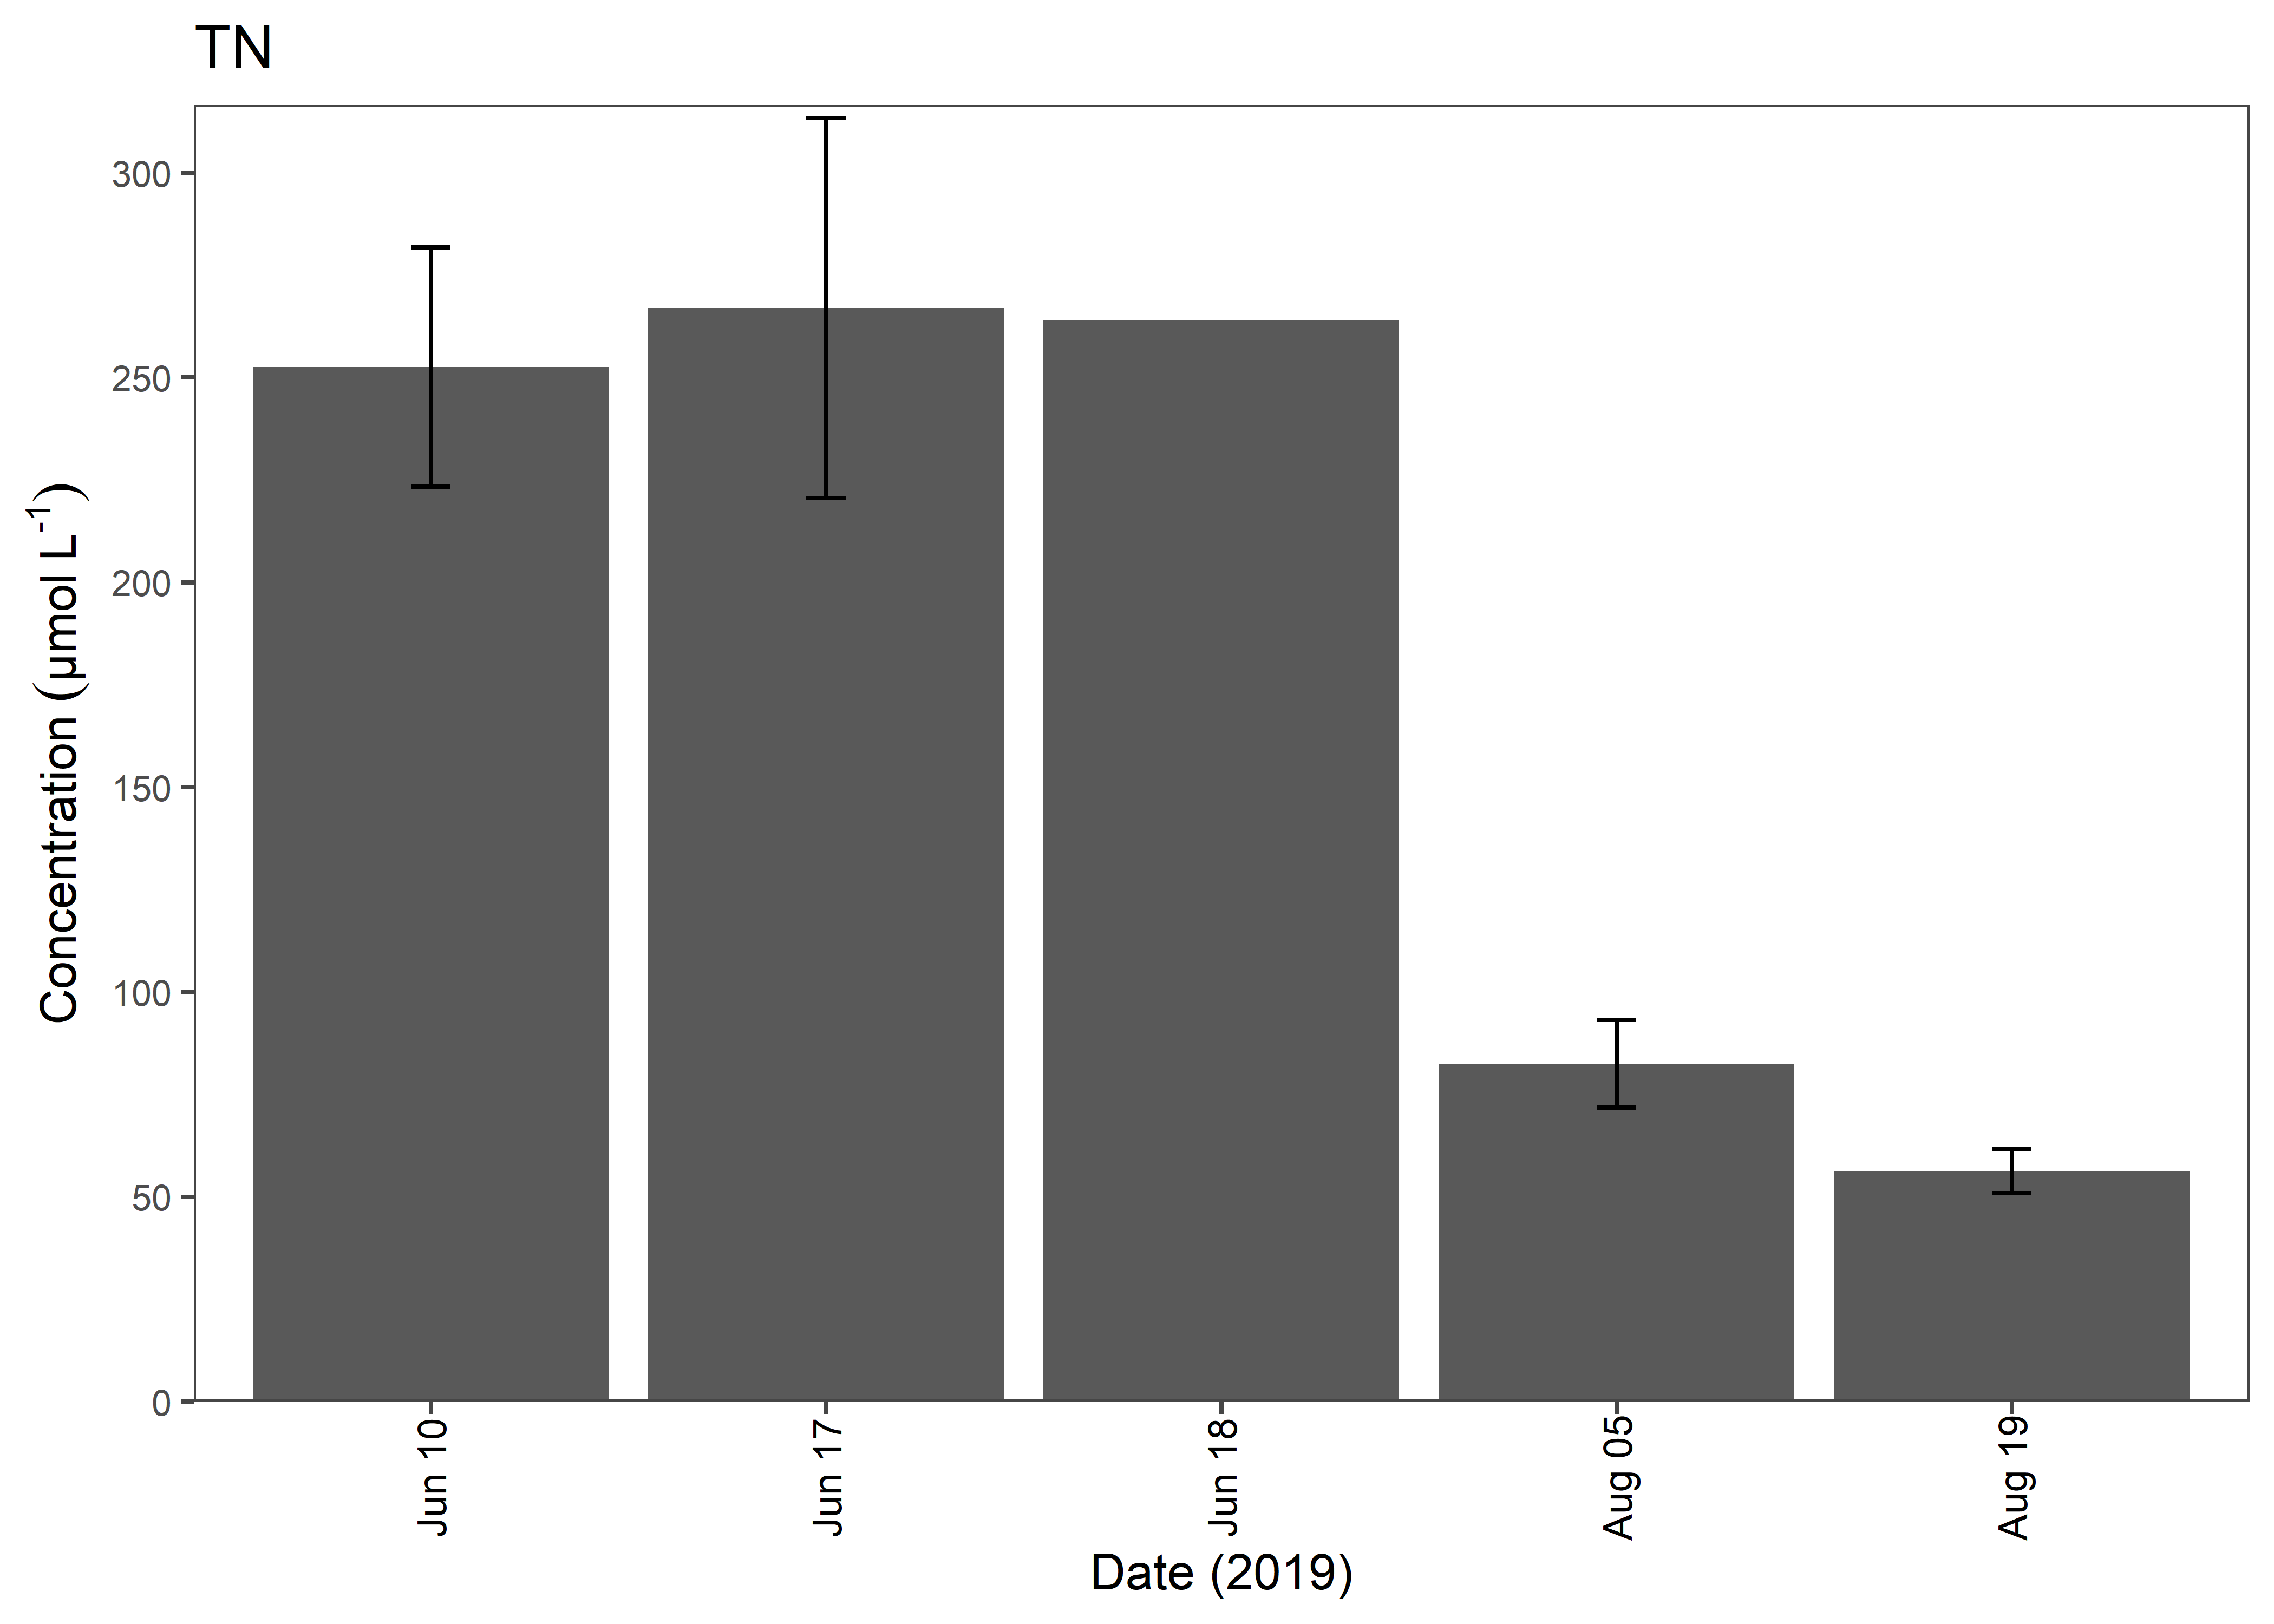 TN
Concentration (µmol L⁻¹)
300
250
200
150
100
50
0
Jun 10
Jun 17
Jun 18
Aug 05
Aug 19
Date (2019)